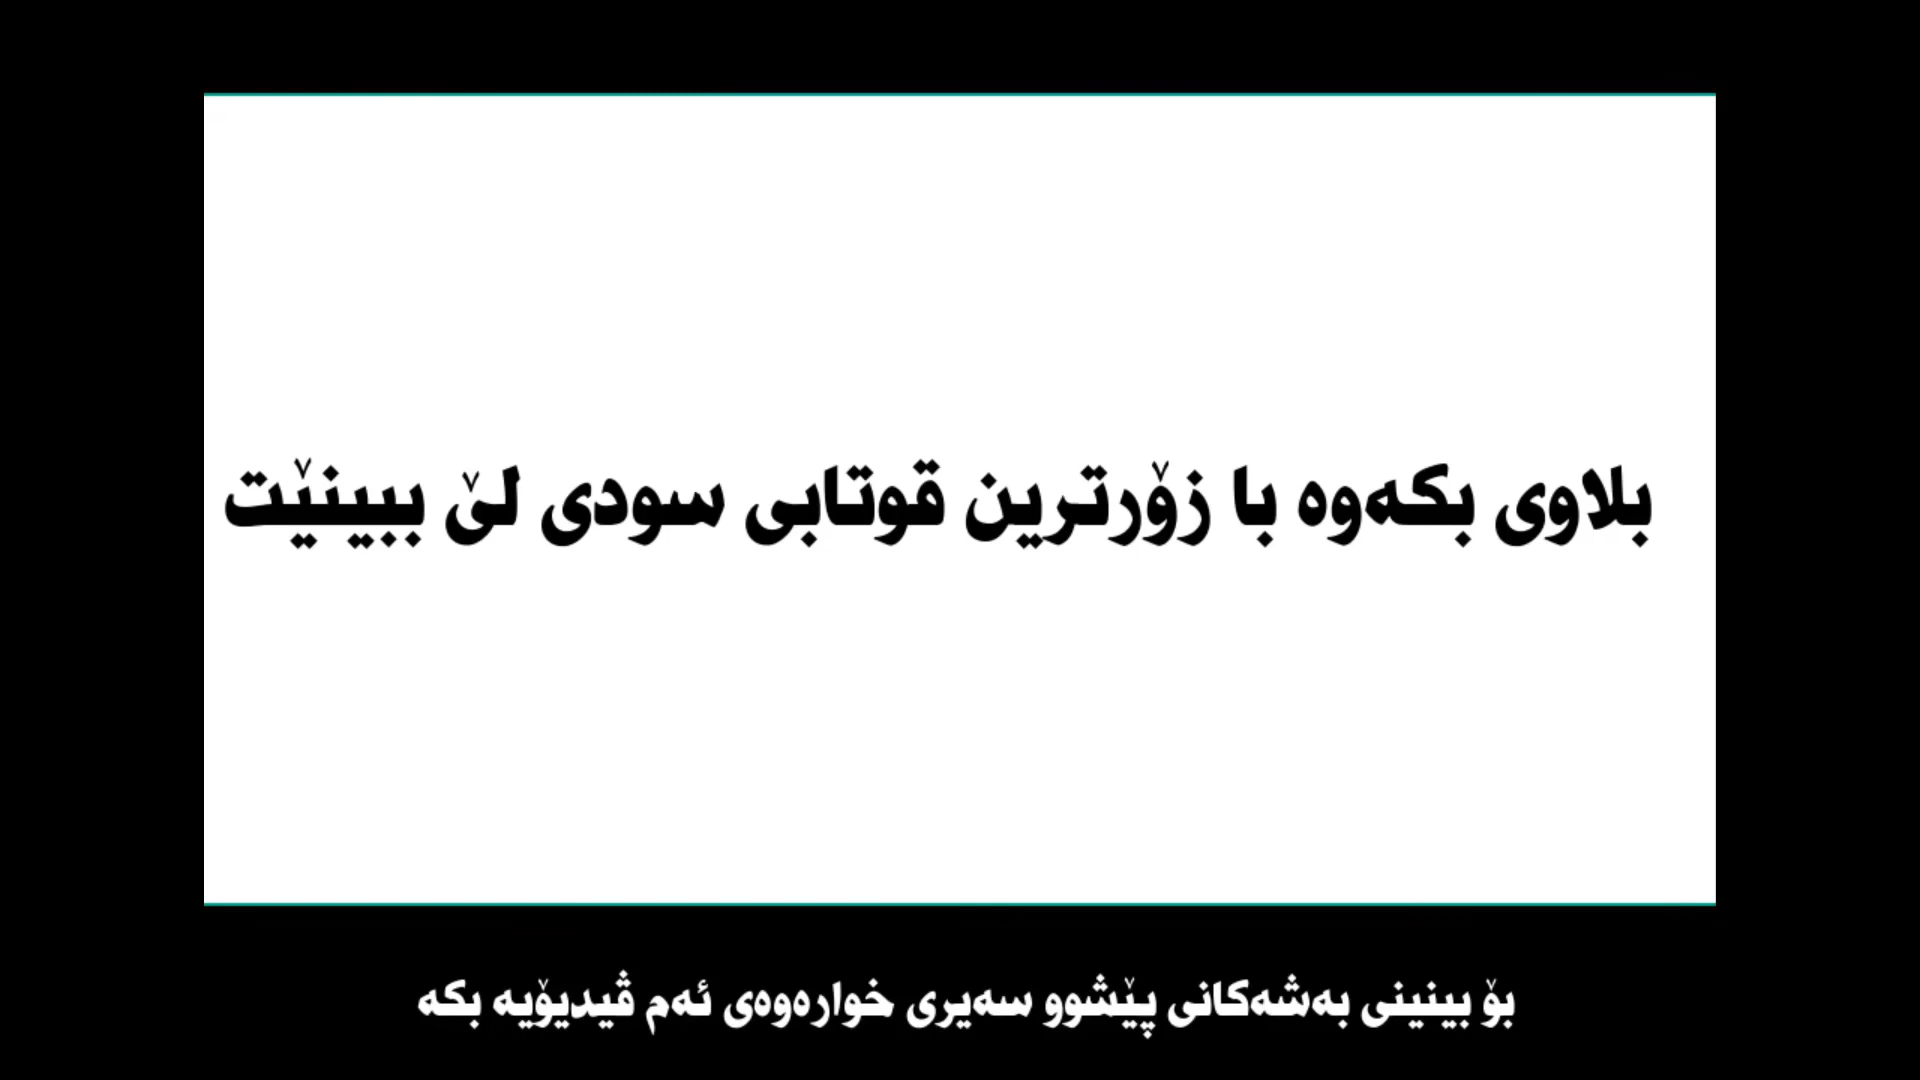 بلاوی بکەوە با زۆرترین قوتابی سودی لێ ببینێت
بۆ بینینی بەشەکانی پێشوو سەیری خوارەوەی ئەم ڤیدیۆیە بکە